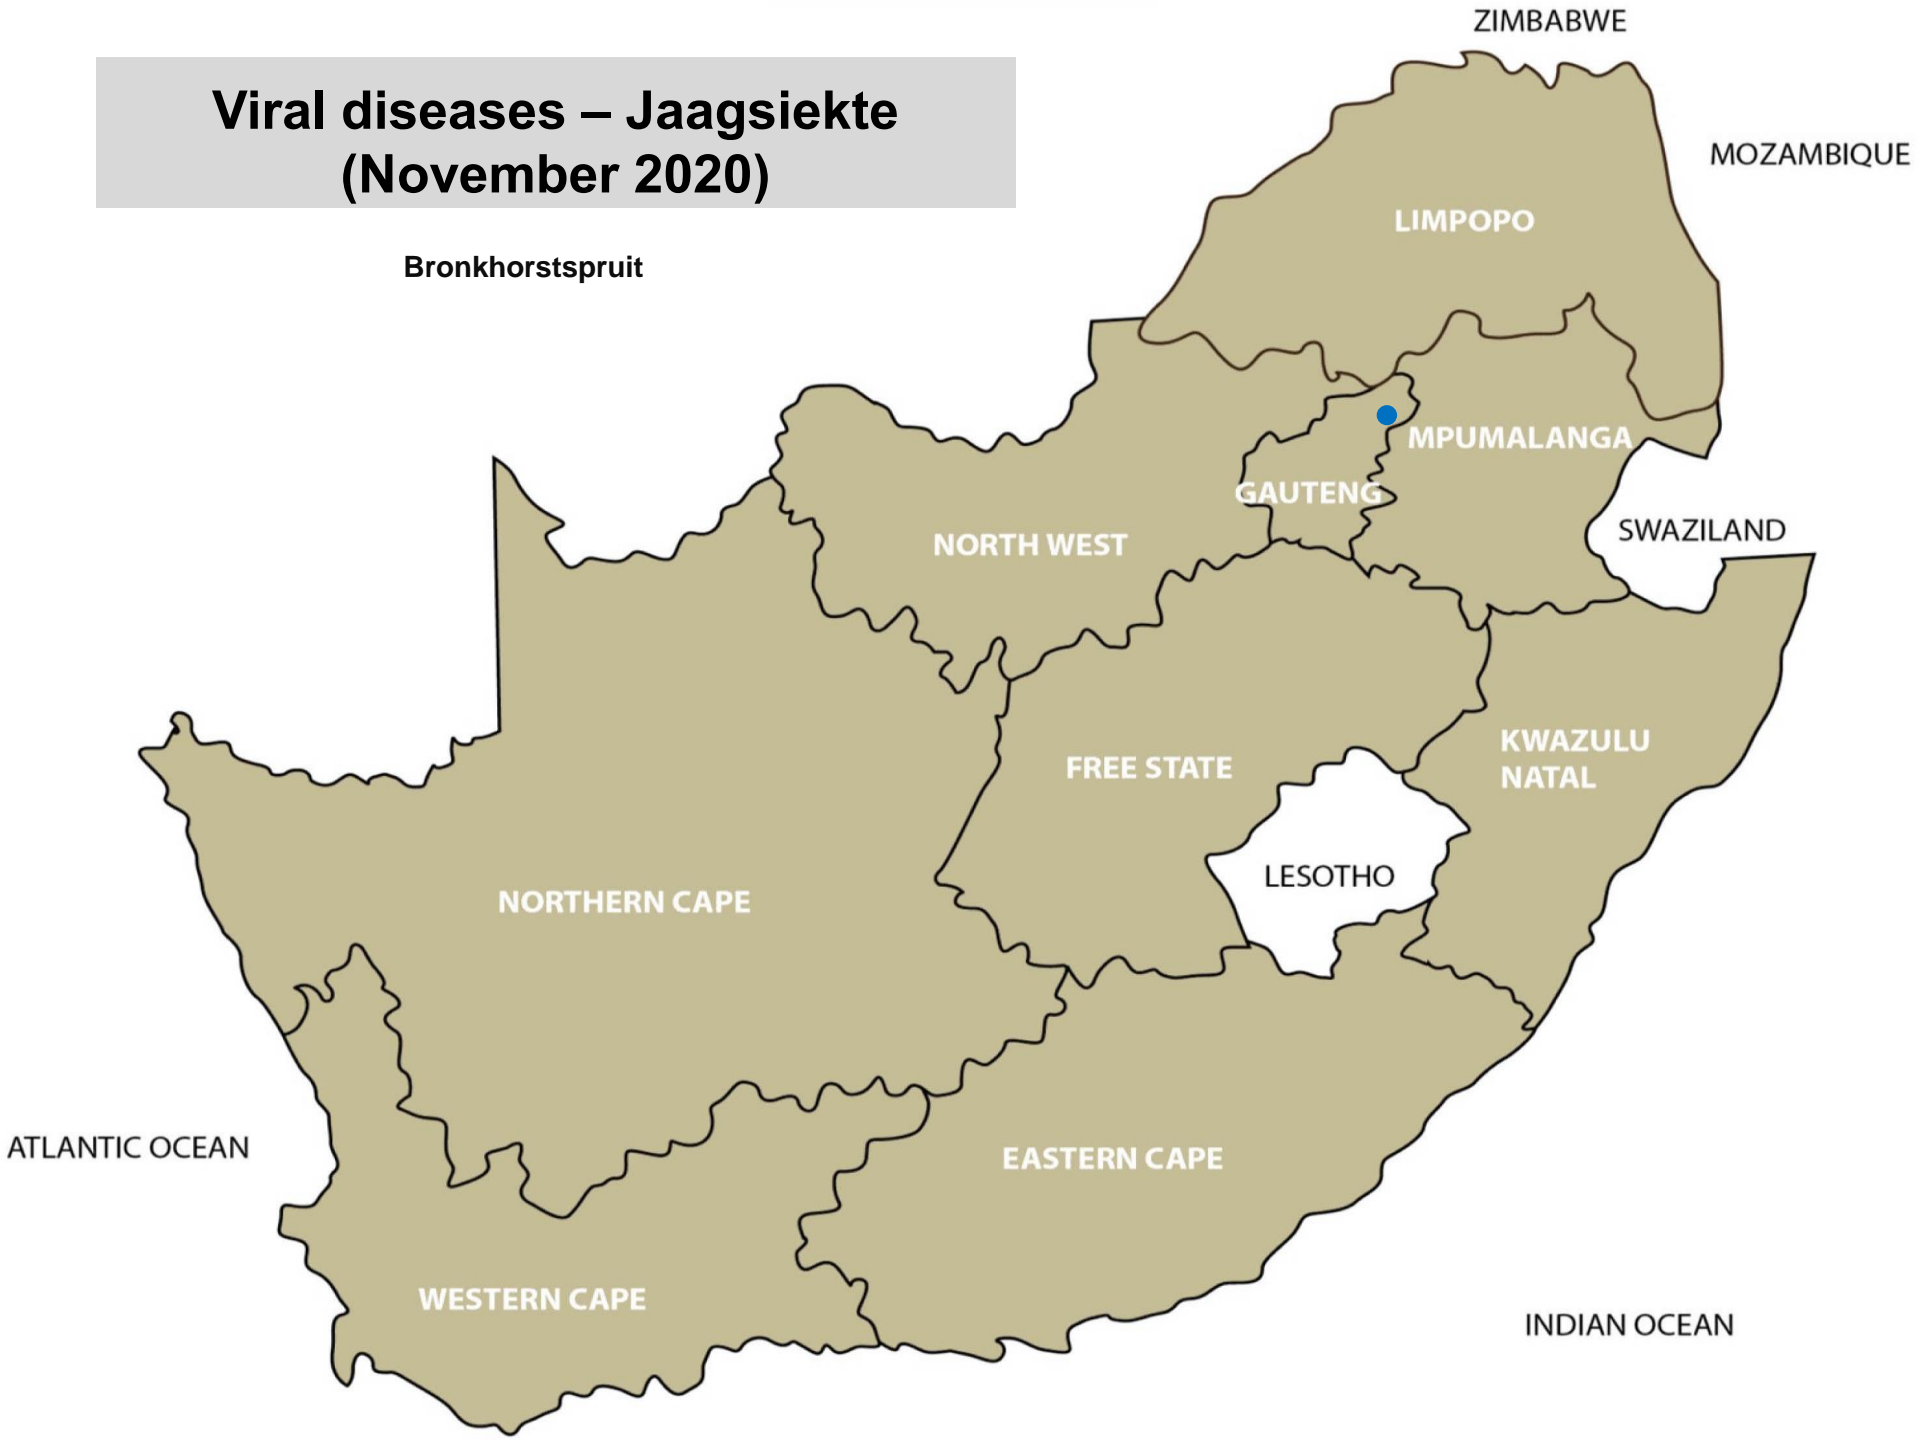 Viral diseases – Jaagsiekte
(November 2020)
Bronkhorstspruit
ZIMBABWE
MOZAMBIQUE
LIMPOPO
MPUMALANGA
GAUTENG
SWAZILAND
NORTH WEST
KWAZULU
NATAL
FREE STATE
LESOTHO
NORTHERN CAPE
ATLANTIC OCEAN
EASTERN CAPE
WESTERN CAPE
INDIAN OCEAN